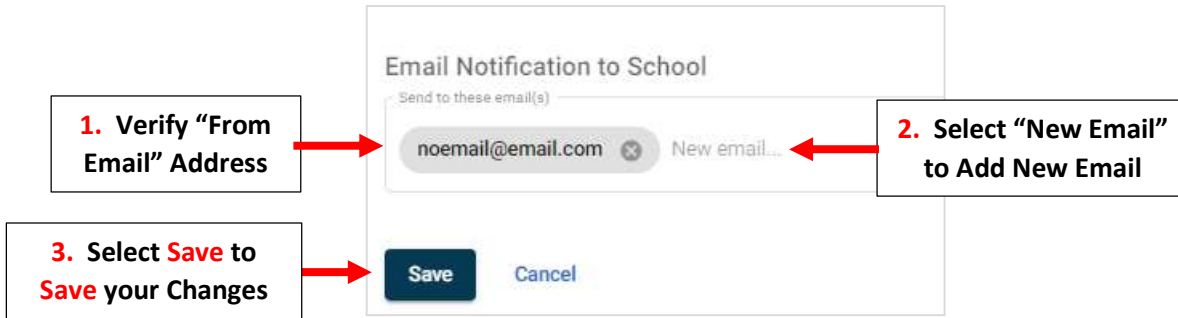 Email Notification to School
Send to these email(s)
1. Verify “From
Email” Address
noemail@email.com
New email...
2. Select “New Email”
to Add New Email
3. Select Save to
Save your Changes
Save
Cancel